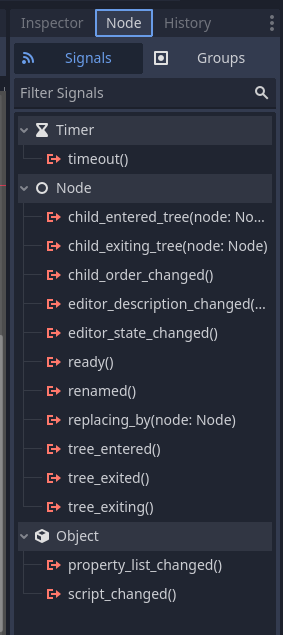 Inspector Node History
Signals Groups
Filter Signals
Timer
timeout()
Node
child_entered_tree(node: No...
child_exiting_tree(node: Node)
child_order_changed()
editor_description_changed(...
editor_state_changed()
ready()
renamed()
replacing_by(node: Node)
tree_entered()
tree_exited()
tree_exiting()
Object
property_list_changed()
script_changed()